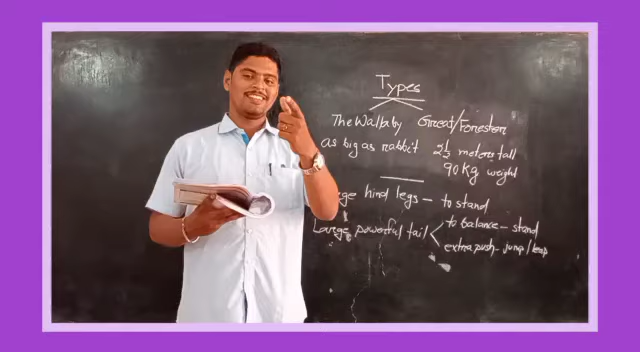 Types
The Wallaby Great/Forester
as big as rabbit 2½ meters tall
90 kg weight
hind legs – to stand
Large powerful tail < to balance – stand
extra push – jump/leap